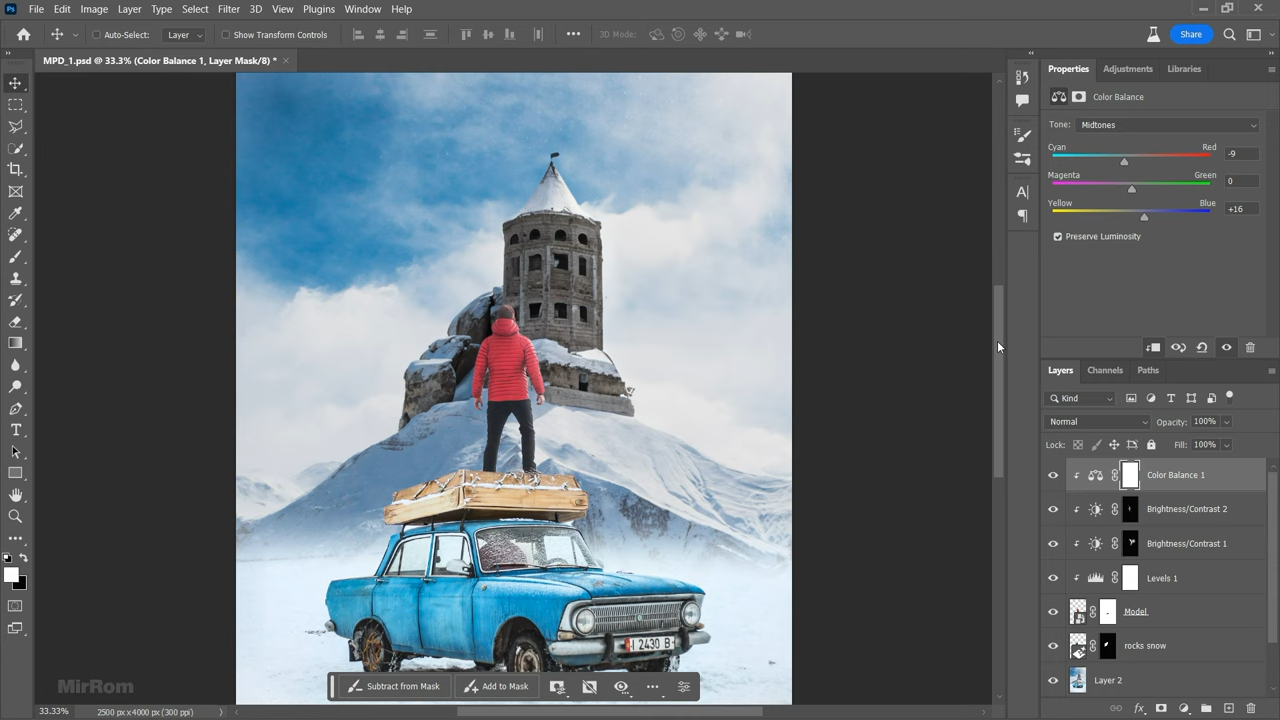 Ps File Edit Image Layer Type Select Filter 3D View Plugins Window Help
Auto-Select: Layer Show Transform Controls 3D Mode: Share
MPD_1.psd @ 33.3% (Color Balance 1, Layer Mask/8) *
Properties Adjustments Libraries
Color Balance
Tone: Midtones
Cyan Red -9
Magenta Green 0
Yellow Blue +16
Preserve Luminosity
Layers Channels Paths
Kind
Normal Opacity: 100%
Lock: Fill: 100%
Color Balance 1
Brightness/Contrast 2
Brightness/Contrast 1
Levels 1
Model
rocks snow
Layer 2
I 2430 B
Subtract from Mask Add to Mask
MirRom
33.33% 2500 px x 4000 px (300 ppi)